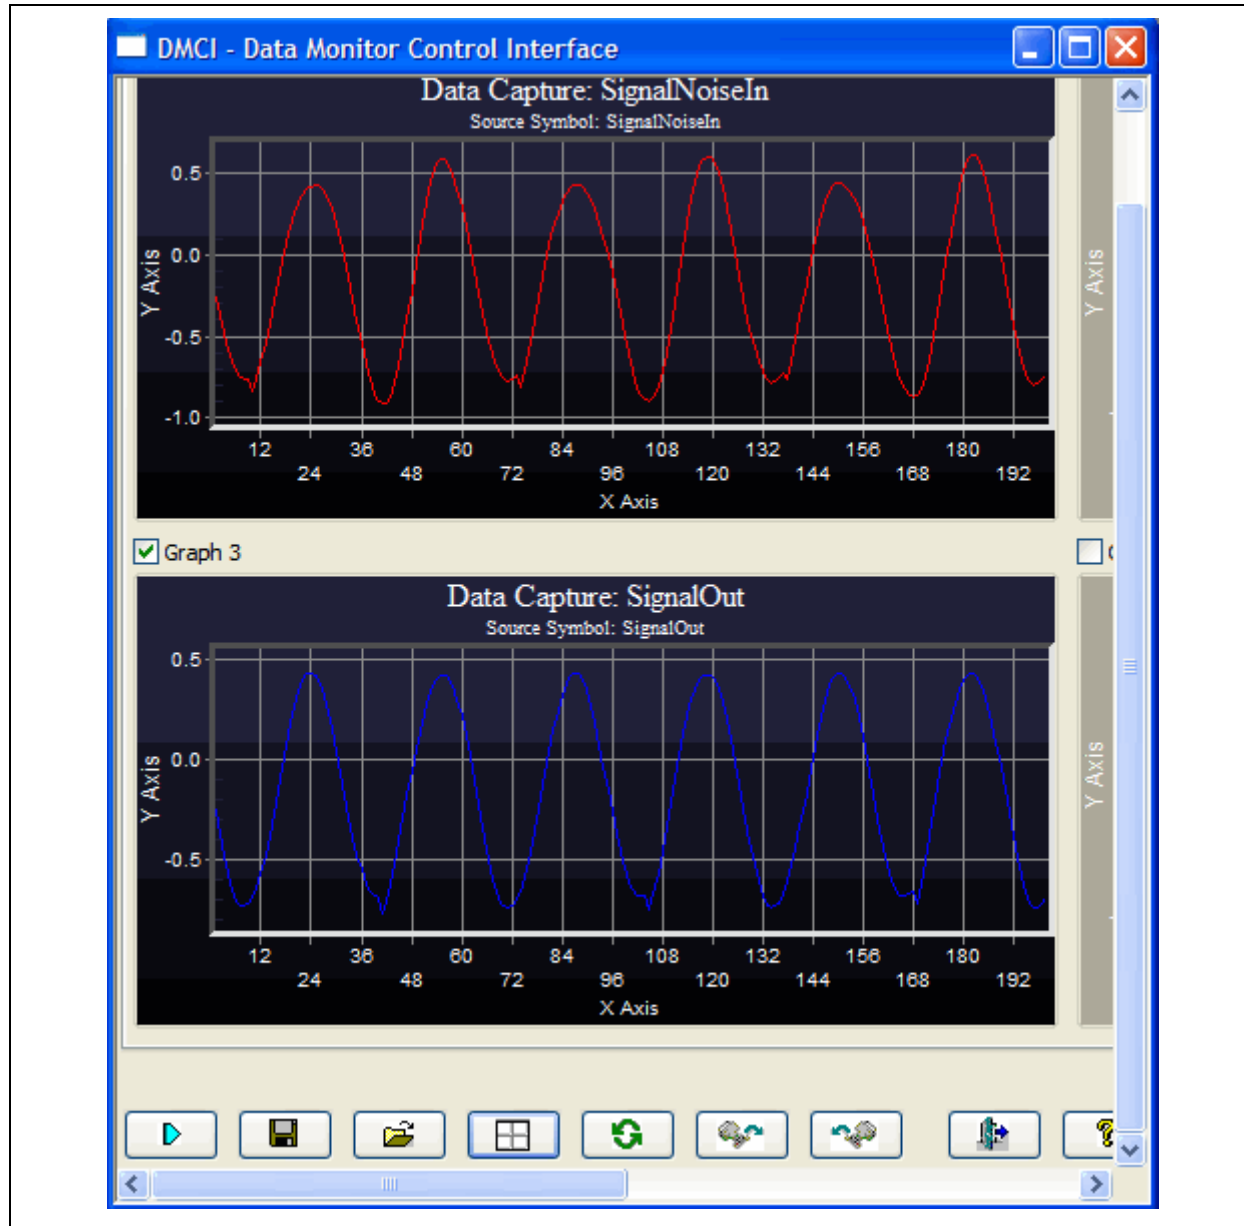 DMCI - Data Monitor Control Interface
Data Capture: SignalNoiseIn
Source Symbol: SignalNoiseIn
0.5
0.0
-0.5
-1.0
Y Axis
12 36 60 84 108 132 156 180
24 48 72 96 120 144 168 192
X Axis
Y Axis
Graph 3
Data Capture: SignalOut
Source Symbol: SignalOut
0.5
0.0
-0.5
Y Axis
12 36 60 84 108 132 156 180
24 48 72 96 120 144 168 192
X Axis
Y Axis